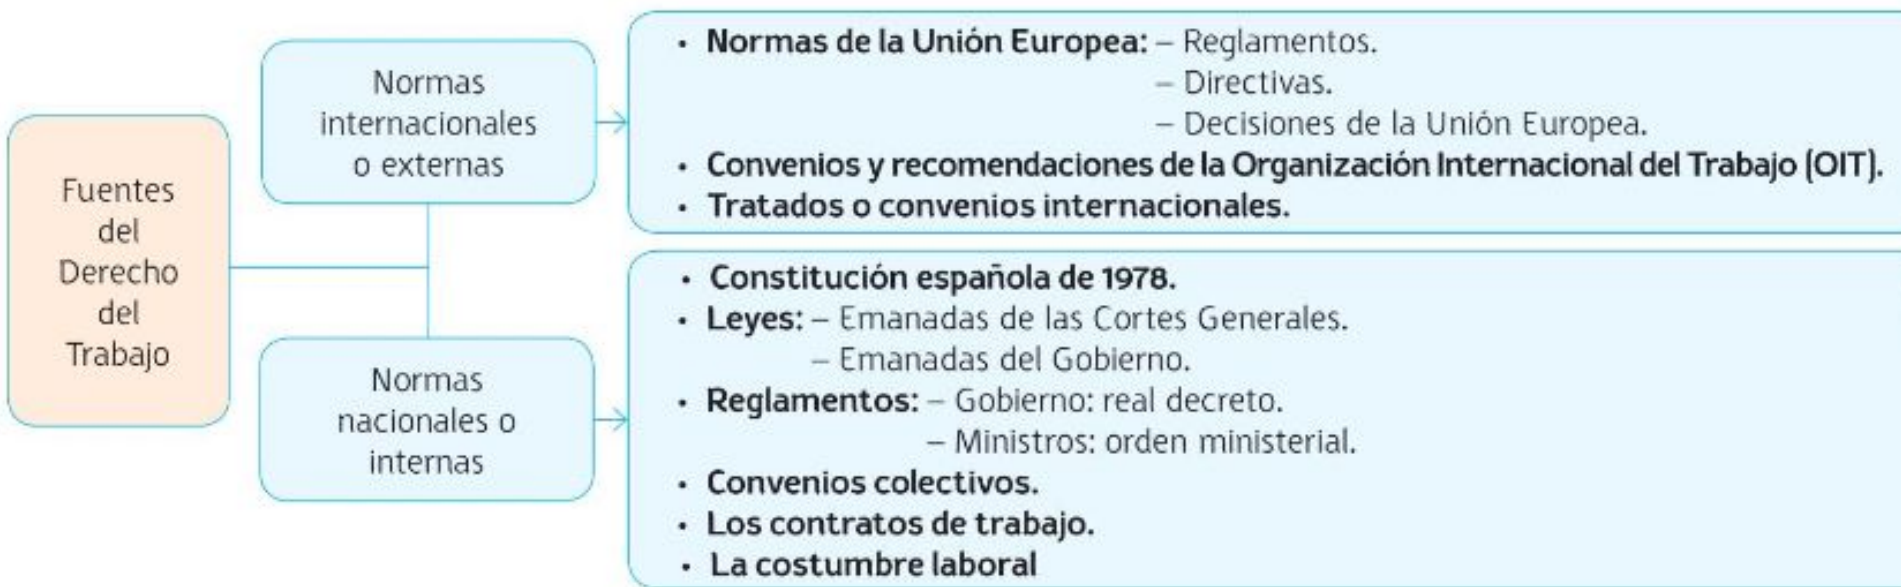 Fuentes
del
Derecho
del
Trabajo
Normas
internacionales
o externas
• Normas de la Unión Europea: – Reglamentos.
– Directivas.
– Decisiones de la Unión Europea.
• Convenios y recomendaciones de la Organización Internacional del Trabajo (OIT).
• Tratados o convenios internacionales.
Normas
nacionales o
internas
• Constitución española de 1978.
• Leyes: – Emanadas de las Cortes Generales.
– Emanadas del Gobierno.
• Reglamentos: – Gobierno: real decreto.
– Ministros: orden ministerial.
• Convenios colectivos.
• Los contratos de trabajo.
• La costumbre laboral